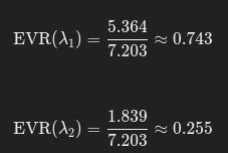 EVR(λ₁) = 5.364/7.203 ≈ 0.743
EVR(λ₂) = 1.839/7.203 ≈ 0.255